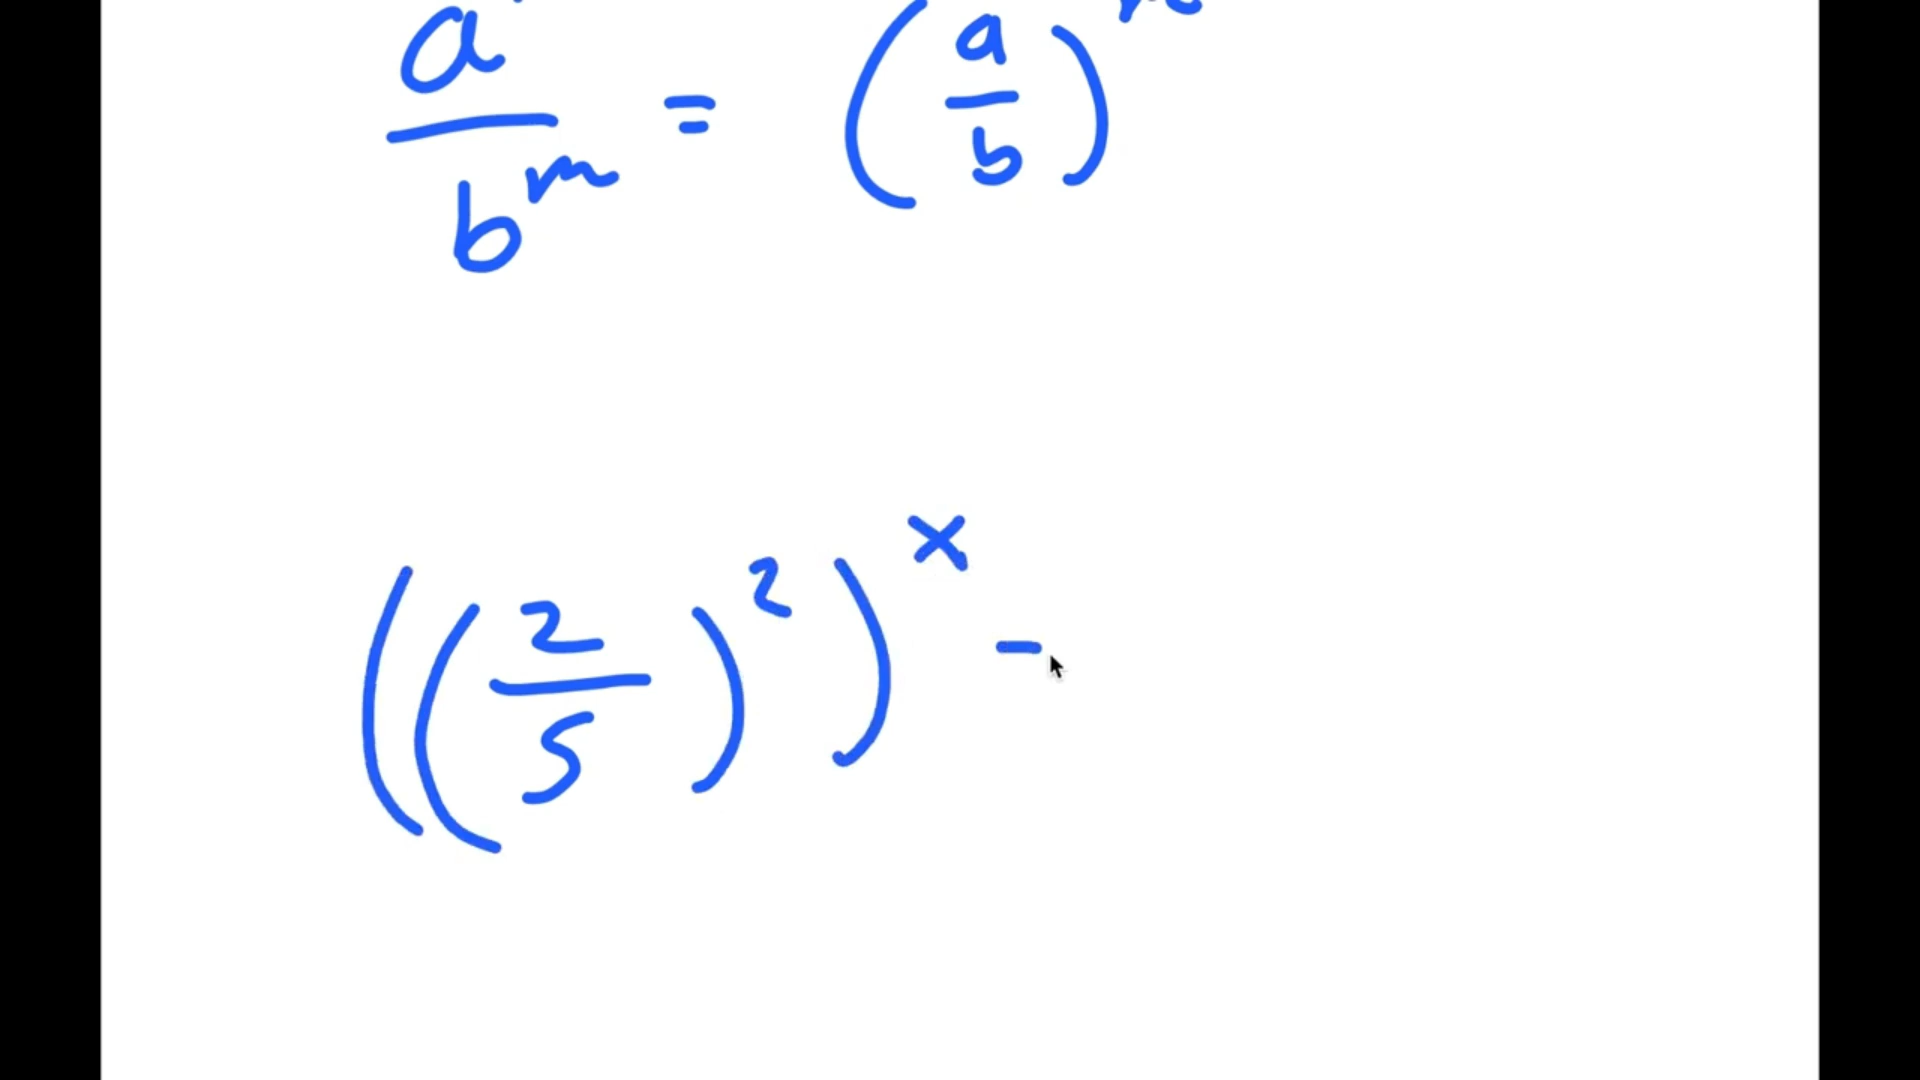 a / b^m = (a/b)^m
((2/5)^2)^x -